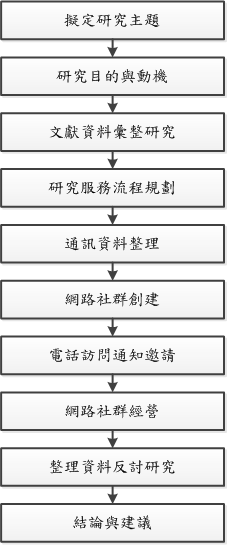 擬定研究主題
研究目的與動機
文獻資料彙整研究
研究服務流程規劃
通訊資料整理
網路社群創建
電話訪問通知邀請
網路社群經營
整理資料反討研究
結論與建議